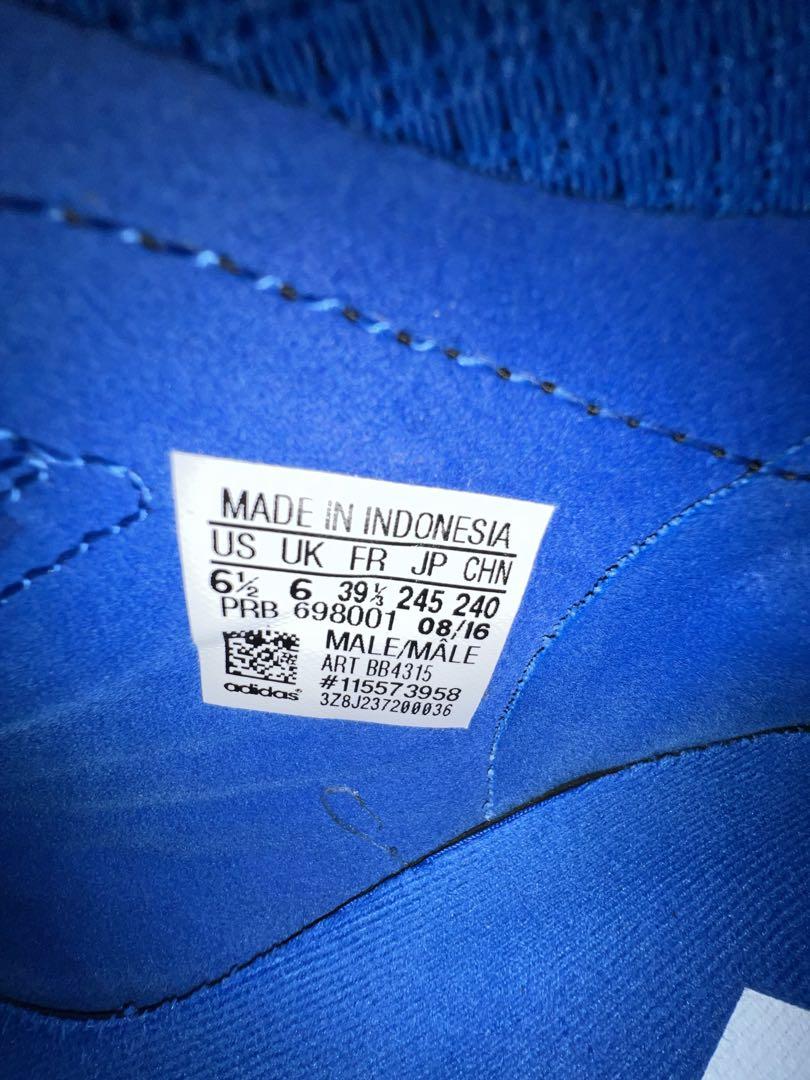 MADE iN INDONESIA
US UK FR JP CHN
6½ 6 39⅓ 245 240
PRB 698001 08/16
MALE/MÂLE
ART BB4315
#115573958
adidas
3Z8J237200036